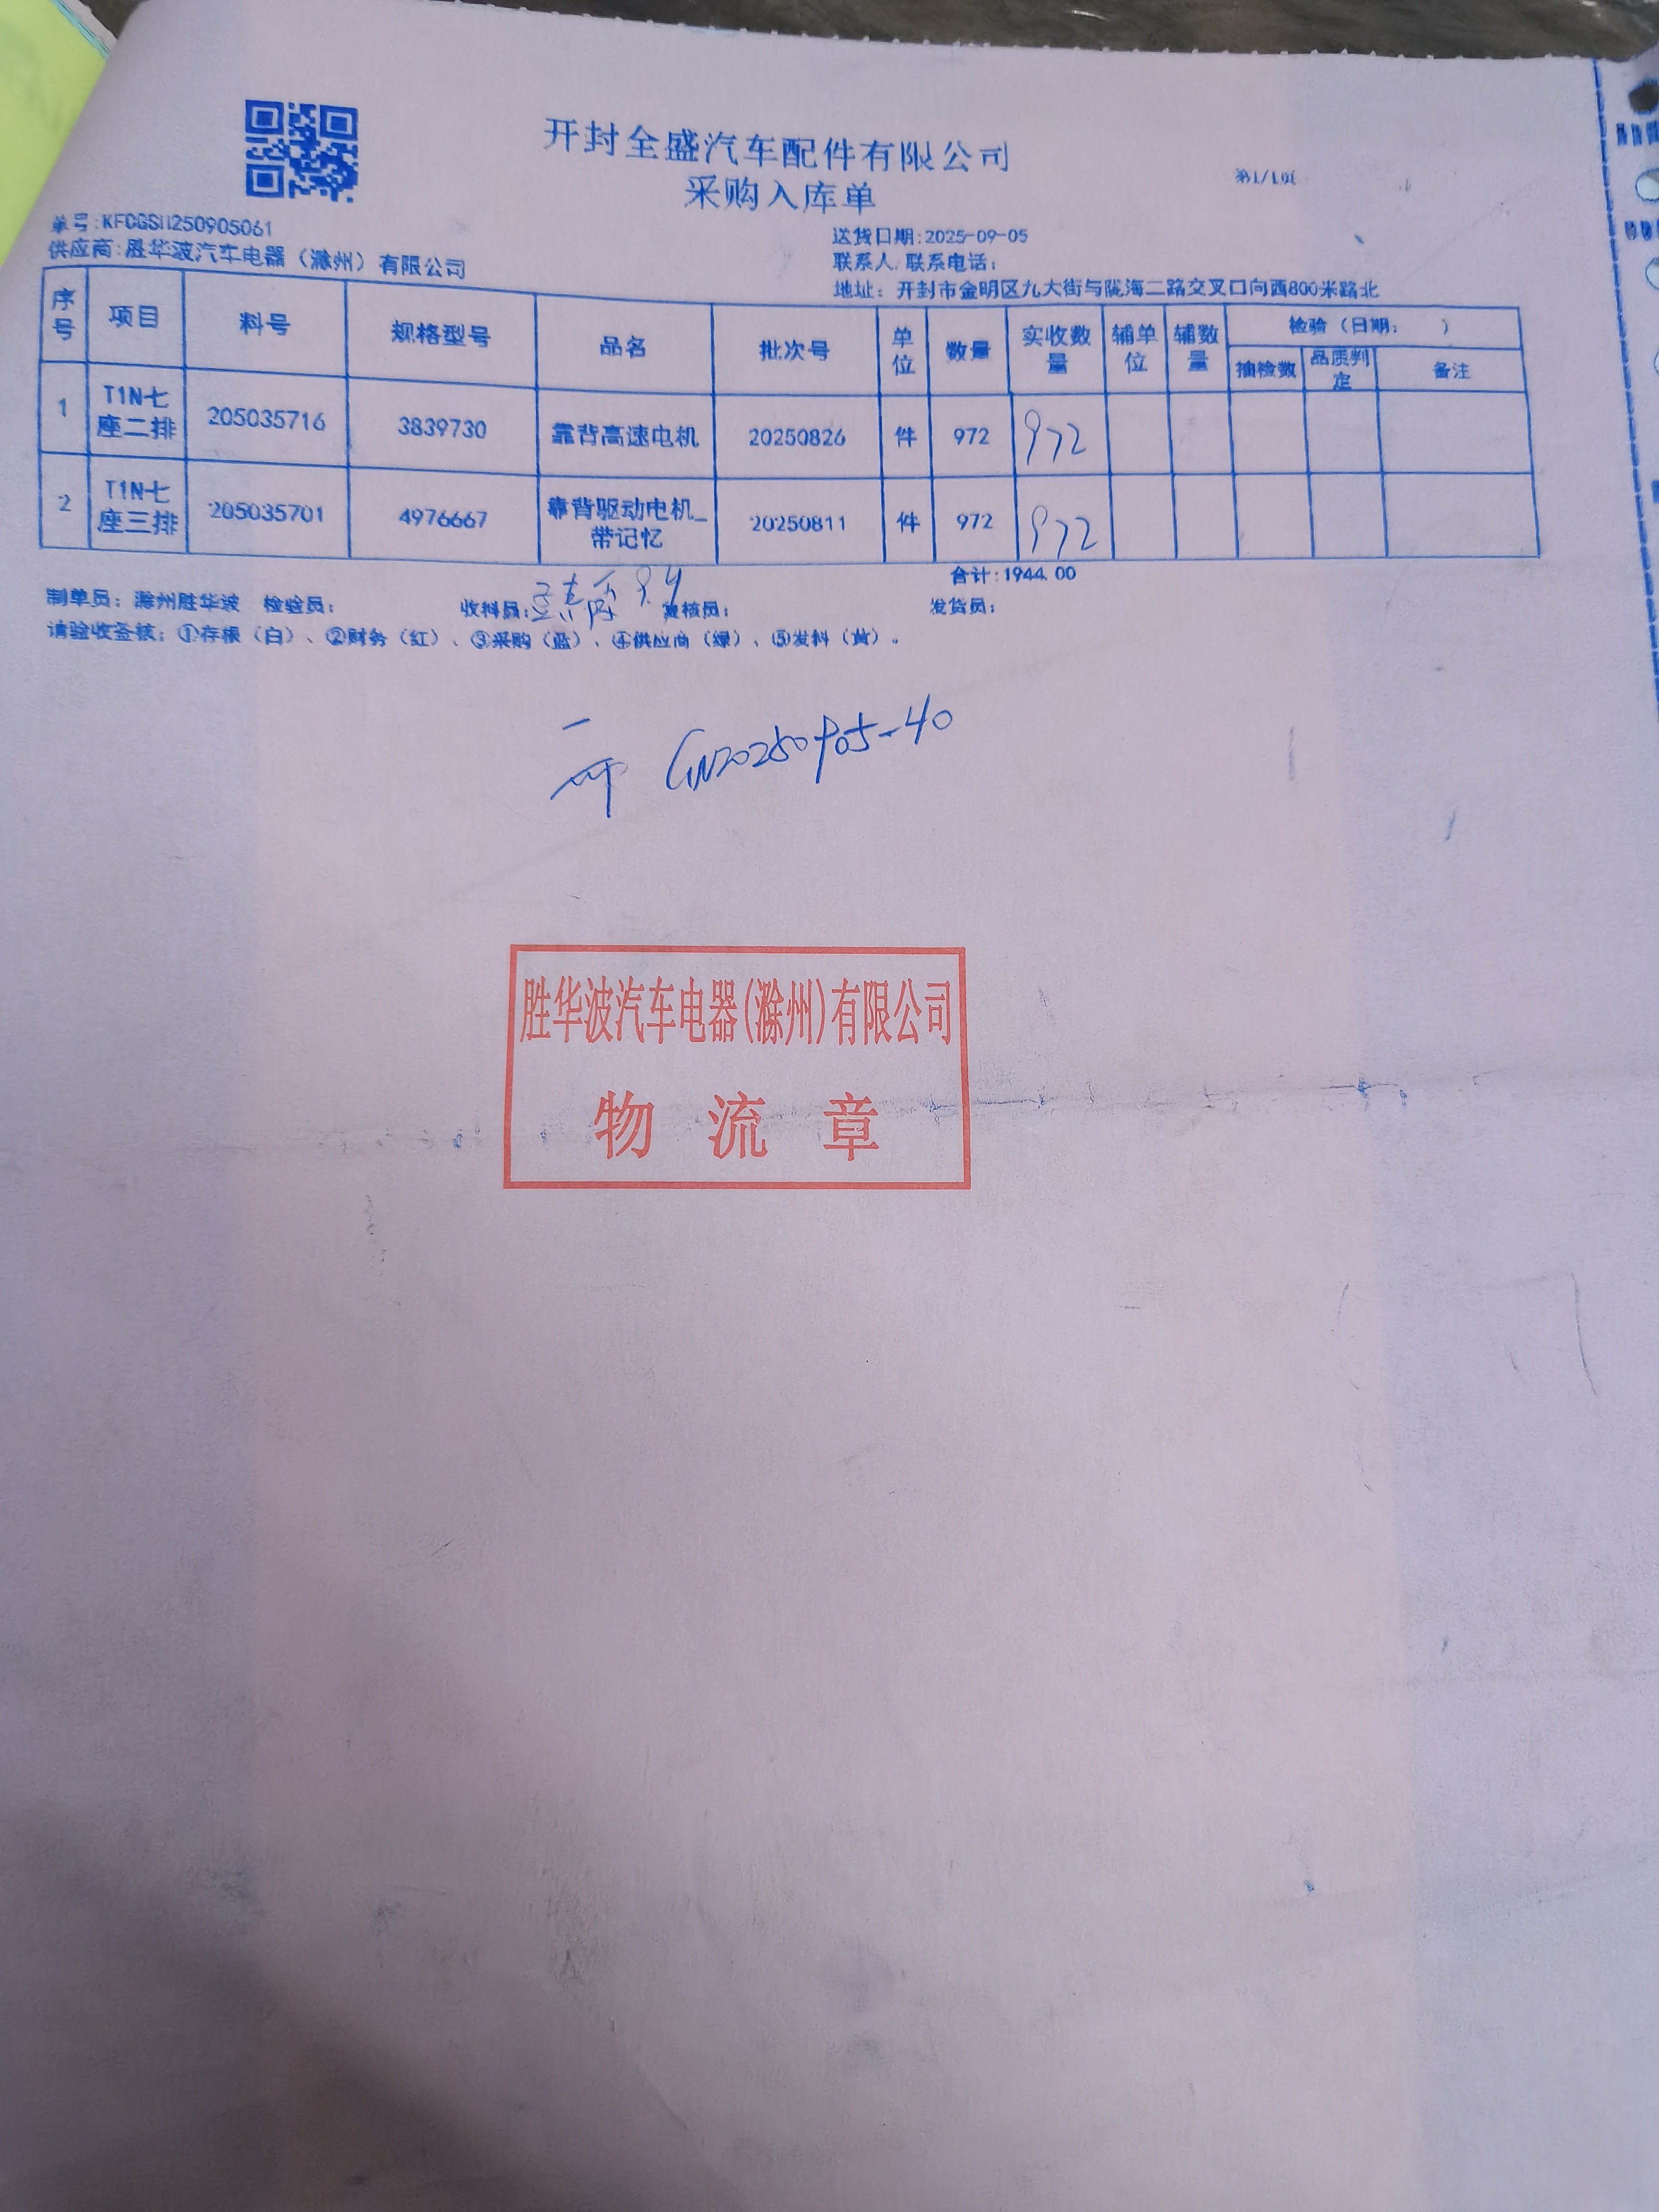 开封全盛汽车配件有限公司
采购入库单
第1/1页
单号:KFCGSH250905061
送货日期:2025-09-05
供应商:胜华波汽车电器（滁州）有限公司
联系人.联系电话:
地址: 开封市金明区九大街与陇海二路交叉口向西800米路北
序号 项目 料号 规格型号 品名 批次号 单位 数量 实收数量 辅单位 辅数量 检验（日期: ） 抽检数 品质判定 备注
1 T1N七座二排 205035716 3839730 靠背高速电机 20250826 件 972 972
2 T1N七座三排 205035701 4976667 靠背驱动电机_带记忆 20250811 件 972 972
合计:1944.00
制单员: 滁州胜华波 检验员: 收料员: 9.4 复核员: 发货员:
请验收签核: ①存根（白）、②财务（红）、③采购（蓝）、④供应商（绿）、⑤发料（黄）。
GN20250905-40
胜华波汽车电器(滁州)有限公司
物流章